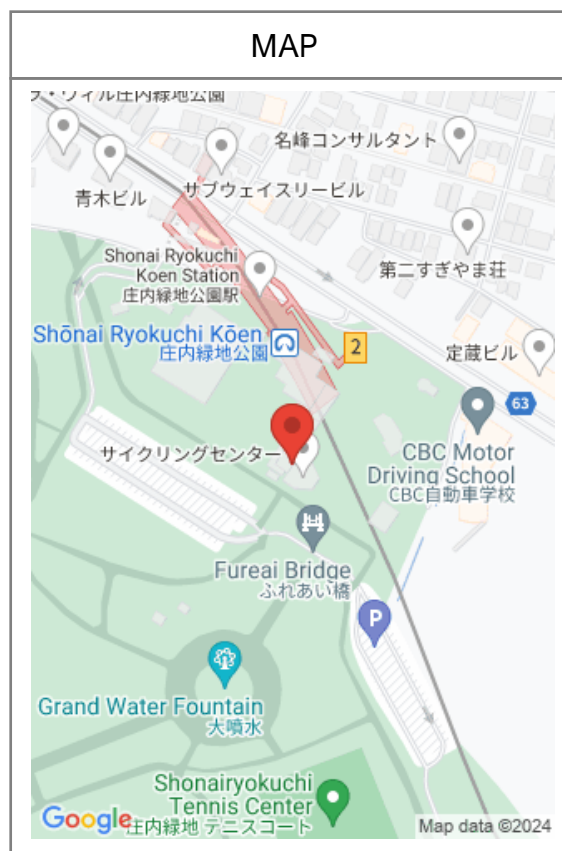 MAP
ラ・ウィル庄内緑地公園
名峰コンサルタント
青木ビル
サブウェイスリービル
Shonai Ryokuchi
Koen Station
庄内緑地公園駅
第二すぎやま荘
Shōnai Ryokuchi Kōen
庄内緑地公園
2
定蔵ビル
63
サイクリングセンター
CBC Motor
Driving School
CBC自動車学校
Fureai Bridge
ふれあい橋
P
Grand Water Fountain
大噴水
Shonairyokuchi
Tennis Center
庄内緑地 テニスコート
Google
Map data ©2024